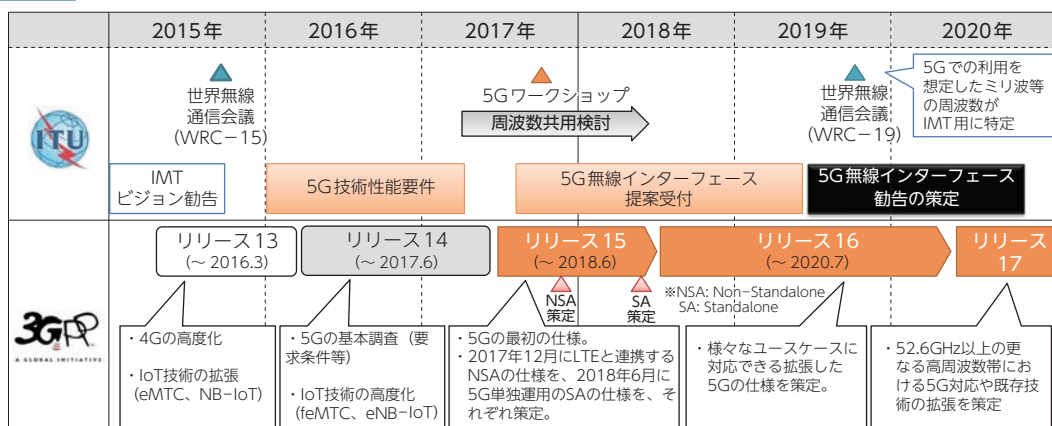 2015年
2016年
2017年
2018年
2019年
2020年
ITU
世界無線
通信会議
(WRC−15)
5Gワークショップ
周波数共用検討
世界無線
通信会議
(WRC−19)
5Gでの利用を
想定したミリ波等
の周波数が
IMT用に特定
IMT
ビジョン勧告
5G技術性能要件
5G無線インターフェース
提案受付
5G無線インターフェース
勧告の策定
3GPP
A GLOBAL INITIATIVE
リリース13
(～2016.3)
リリース14
(～2017.6)
リリース15
(～2018.6)
リリース16
(～2020.7)
リリース
17
NSA
策定
SA
策定
※NSA: Non−Standalone
SA: Standalone
・4Gの高度化
・IoT技術の拡張
(eMTC、NB−IoT)
・5Gの基本調査（要
求条件等)
・IoT技術の高度化
(feMTC、eNB−IoT)
・5Gの最初の仕様。
・2017年12月にLTEと連携する
NSAの仕様を、2018年6月に
5G単独運用のSAの仕様を、そ
れぞれ策定。
・様々なユースケースに
対応できる拡張した
5Gの仕様を策定。
・52.6GHz以上の更
なる高周波数帯にお
ける5G対応や既存技
術の拡張を策定